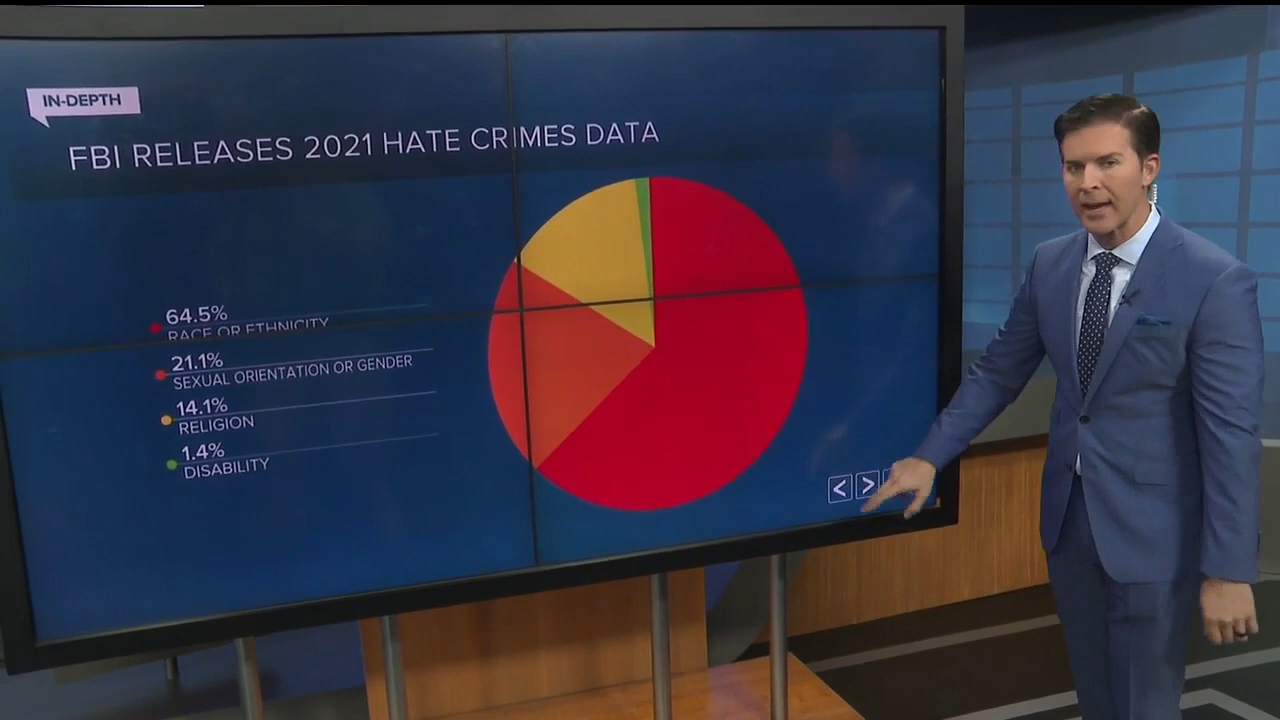 IN-DEPTH
FBI RELEASES 2021 HATE CRIMES DATA
64.5%
RACE OR ETHNICITY
21.1%
SEXUAL ORIENTATION OR GENDER
14.1%
RELIGION
1.4%
DISABILITY
< >